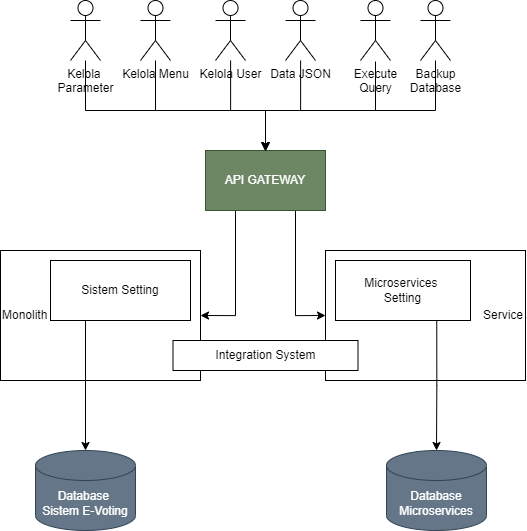 Kelola
Parameter
Kelola Menu
Kelola User
Data JSON
Execute
Query
Backup
Database
API GATEWAY
Sistem Setting
Monolith
Microservices
Setting
Service
Integration System
Database
Sistem E-Voting
Database
Microservices